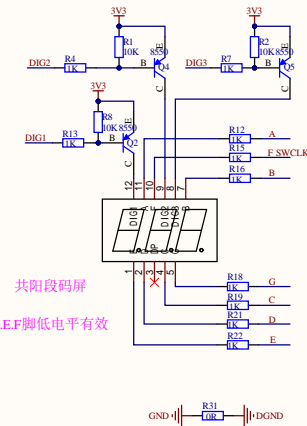 3V3
3V3
R1
8550
E
R2
8550
E
10K
10K
DIG2
R4
B
Q4
DIG3
R7
B
Q5
1K
1K
C
C
3V3
R8
10K
8550
E
DIG1
R13
B
Q2
1K
C
R12
A
1K
R15
F SWCLK
1K
R16
B
1K
12
11
10
9
8
7
DIG1
A
F
DIG2
DIG3
B
E
D
DP
C
G
1
2
3
4
5
R18
G
1K
共阳段码屏
R19
C
1K
R21
D
1K
.E.F脚低电平有效
R22
E
1K
R31
GND
0R
DGND